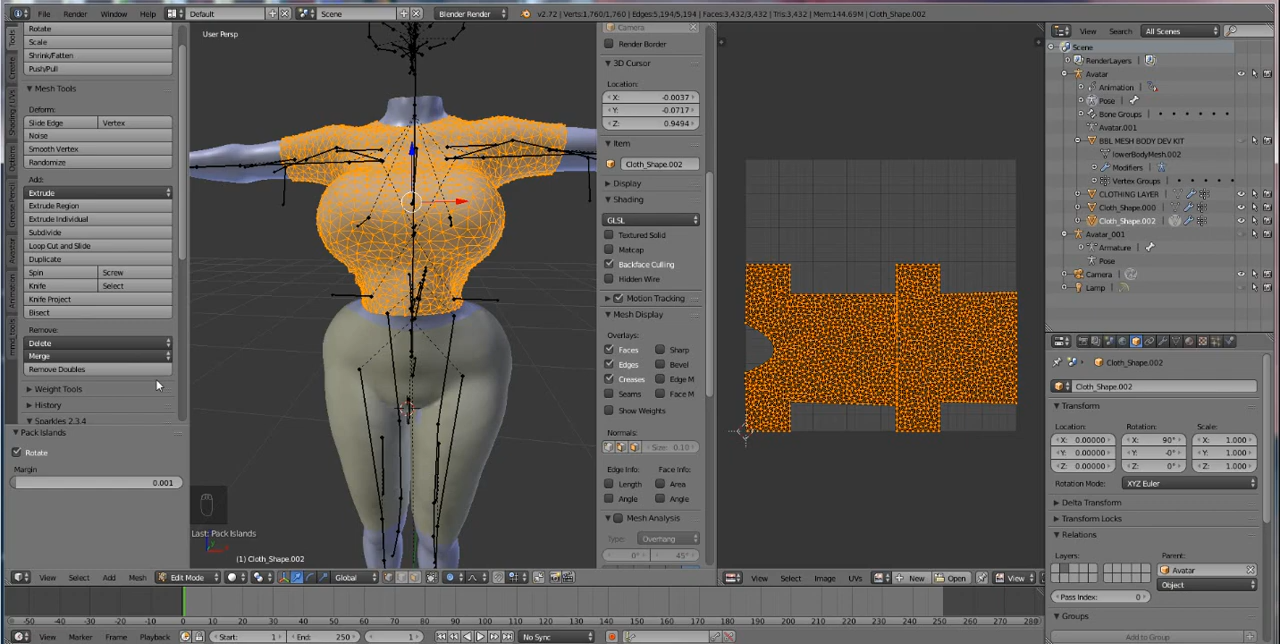 File Render Window Help Default Scene Blender Render v2.72 | Verts:1,760/1,760 | Edges:5,194/5,194 | Faces:3,432/3,432 | Tris:3,432 | Mem:144.69M | Cloth_Shape.002
Rotate
Scale
Shrink/Fatten
Push/Pull
Mesh Tools
Deform:
Slide Edge Vertex
Noise
Smooth Vertex
Randomize
Add:
Extrude
Extrude Region
Extrude Individual
Subdivide
Loop Cut and Slide
Duplicate
Spin Screw
Knife Select
Knife Project
Bisect
Remove:
Delete
Merge
Remove Doubles
Weight Tools
History
Sparkles 2.3.4
Tools
Create
Shading / UVs
Deform
Grease Pencil
Avastar
Animation
mmd_tools
Pack Islands
Rotate
Margin
0.001
User Persp
Last: Pack Islands
(1) Cloth_Shape.002
View Select Add Mesh Edit Mode Global
Camera
Render Border
3D Cursor
Location:
X: -0.0037
Y: -0.0717
Z: 0.9494
Item
Cloth_Shape.002
Display
Shading
GLSL
Textured Solid
Matcap
Backface Culling
Hidden Wire
Motion Tracking
Mesh Display
Overlays:
Faces Sharp
Edges Bevel
Creases Edge M
Seams Face M
Show Weights
Normals:
Size: 0.10
Edge Info: Face Info:
Length Area
Angle Angle
Mesh Analysis
Type: Overhang
0° 45°
View Select Image UVs New Open View
View Search All Scenes
Scene
RenderLayers
Avatar
Animation
Pose
Bone Groups
Avatar.001
BBL MESH BODY DEV KIT
lowerBodyMesh.002
Modifiers
Vertex Groups
CLOTHING LAYER
Cloth_Shape.000
Cloth_Shape.002
Avatar_001
Armature
Pose
Camera
Lamp
Cloth_Shape.002
Cloth_Shape.002
Transform
Location: Rotation: Scale:
X: 0.00000 X: 90° X: 1.000
Y: 0.00000 Y: -0° Y: 1.000
Z: 0.00000 Z: 0° Z: 1.000
Rotation Mode: XYZ Euler
Delta Transform
Transform Locks
Relations
Layers: Parent:
Avatar
Object
Pass Index: 0
Groups
Add to Group
-50 -40 -30 -20 -10 0 10 20 30 40 50 60 70 80 90 100 110 120 130 140 150 160 170 180 190 200 210 220 230 240 250 260 270 280
View Marker Frame Playback Start: 1 End: 250 1 No Sync